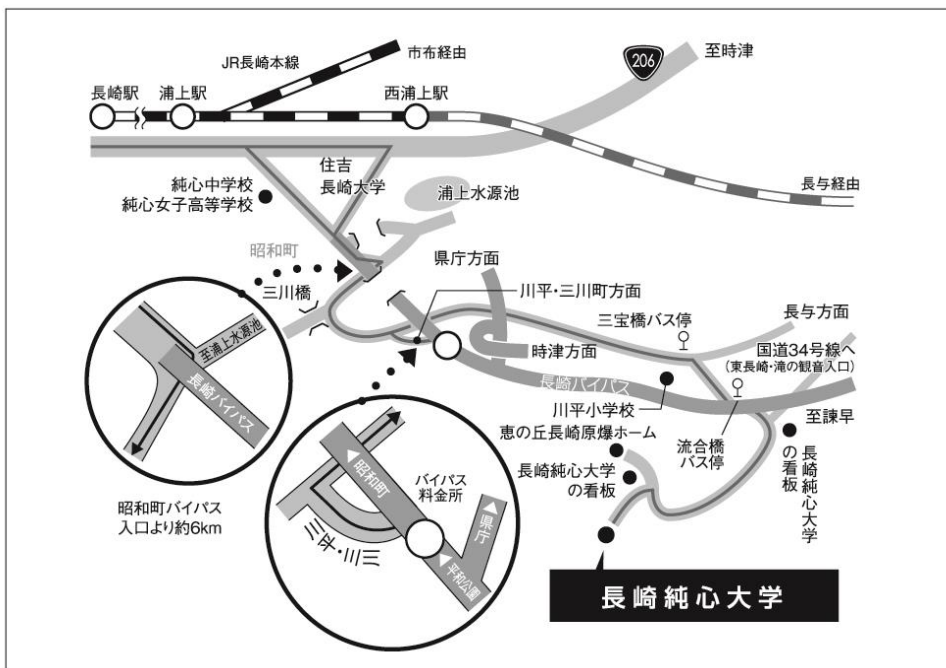 206
至時津
市布経由
JR長崎本線
長崎駅
浦上駅
西浦上駅
住吉
長崎大学
純心中学校
純心女子高等学校
浦上水源池
長与経由
昭和町
三川橋
県庁方面
川平・三川町方面
三宝橋バス停
長与方面
国道34号線へ
(東長崎・滝の観音入口)
時津方面
長崎バイパス
川平小学校
至諫早
恵の丘長崎原爆ホーム
流合橋
バス停
長崎純心大学
の看板
長崎純心大学
の看板
至浦上水源池
長崎バイパス
昭和町バイパス
入口より約6km
昭和町
バイパス
料金所
三平・三川
県庁
平和公園
長崎純心大学